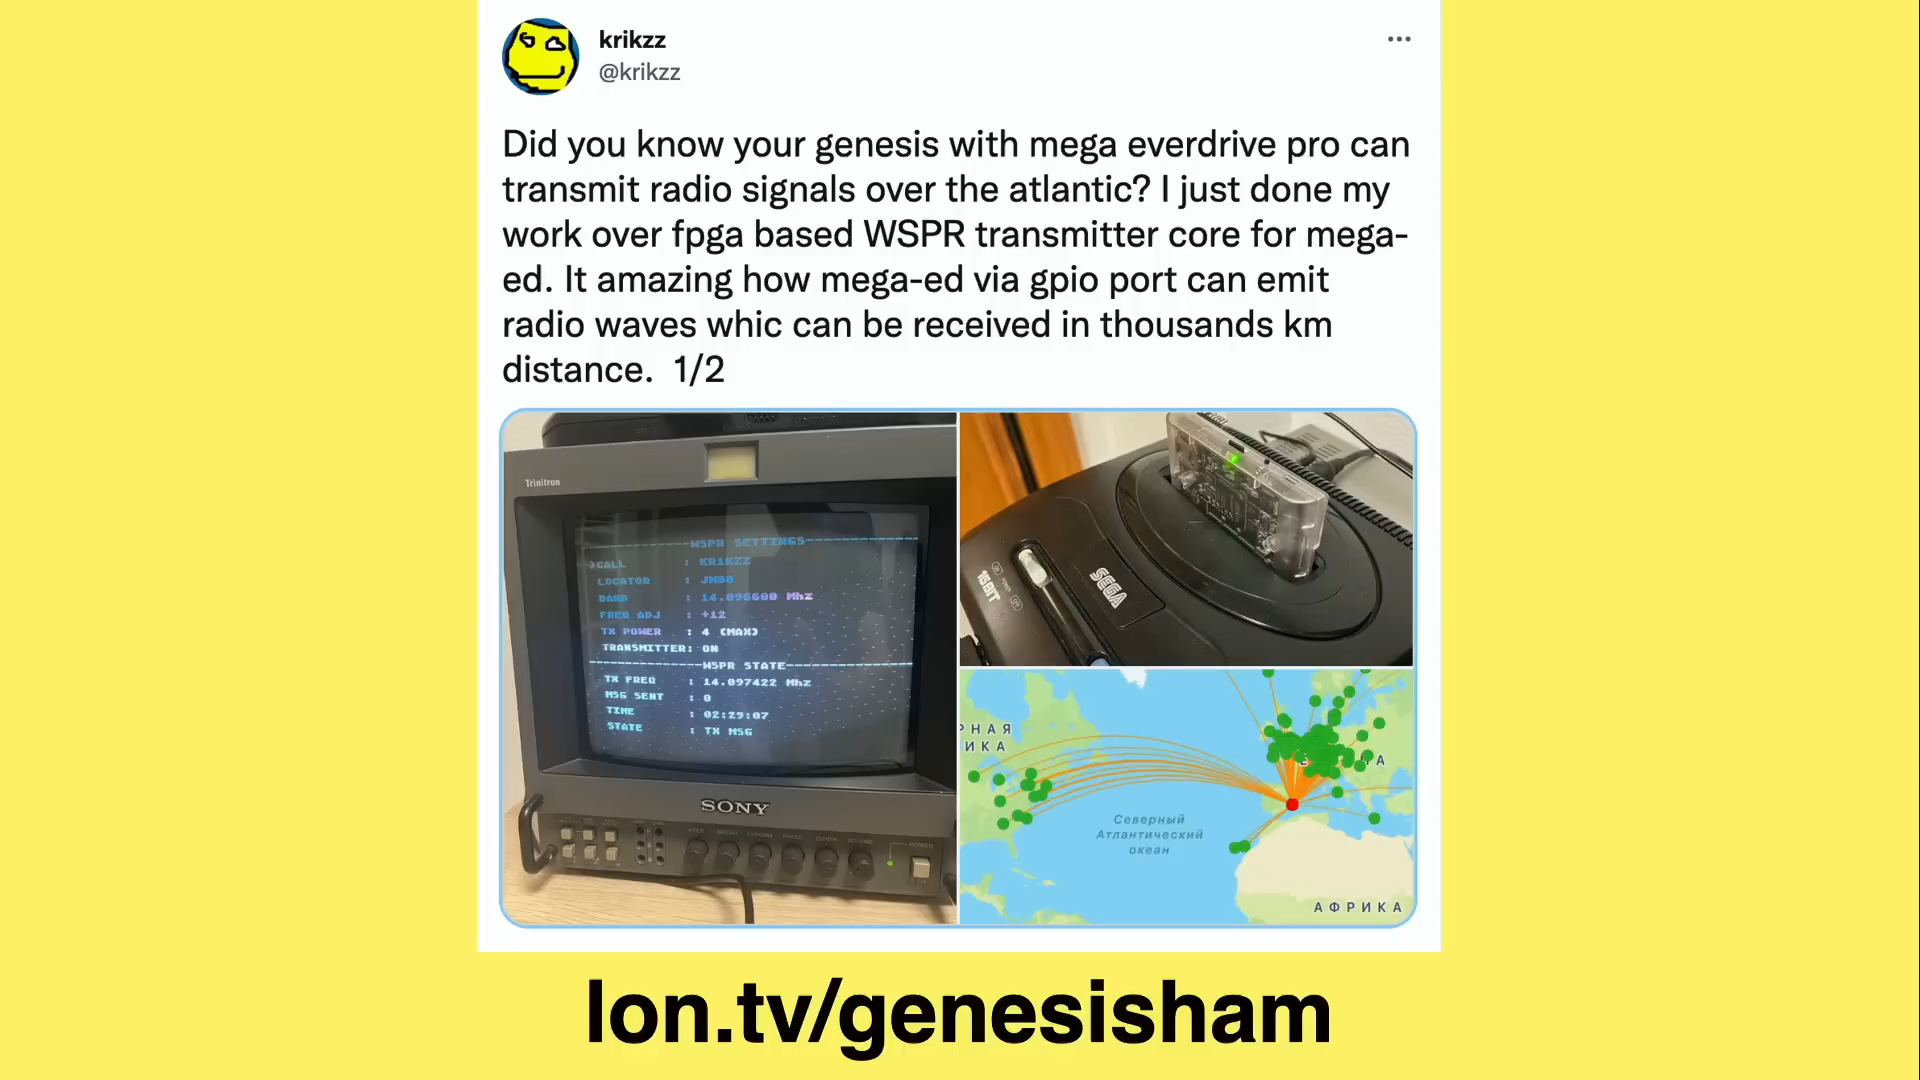 krikzz
@krikzz
Did you know your genesis with mega everdrive pro can
transmit radio signals over the atlantic? I just done my
work over fpga based WSPR transmitter core for mega-
ed. It amazing how mega-ed via gpio port can emit
radio waves whic can be received in thousands km
distance.  1/2
Trinitron
WSPR SETTINGS
CALL : KR1KZZ
LOCATOR : JM08
BAND : 14.095600 Mhz
FREQ ADJ : +12
TX POWER : 4 (MAX)
TRANSMITTER: ON
WSPR STATE
TX FREQ : 14.097422 Mhz
MSG SENT : 0
TIME : 02:29:07
STATE : TX MSG
SONY
POWER
16BIT
SEGA
РНАЯ
ИКА
Е
А
Северный
Атлантический
океан
АФРИКА
lon.tv/genesisham